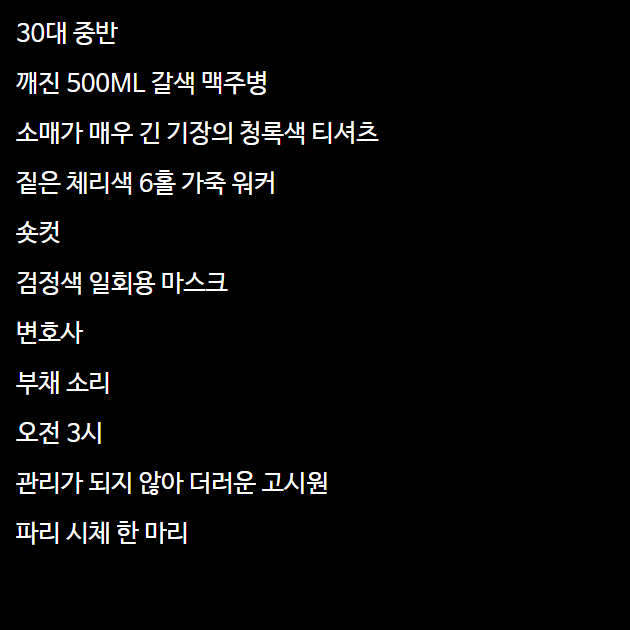 30대 중반
깨진 500ML 갈색 맥주병
소매가 매우 긴 기장의 청록색 티셔츠
짙은 체리색 6홀 가죽 워커
숏컷
검정색 일회용 마스크
변호사
부채 소리
오전 3시
관리가 되지 않아 더러운 고시원
파리 시체 한 마리